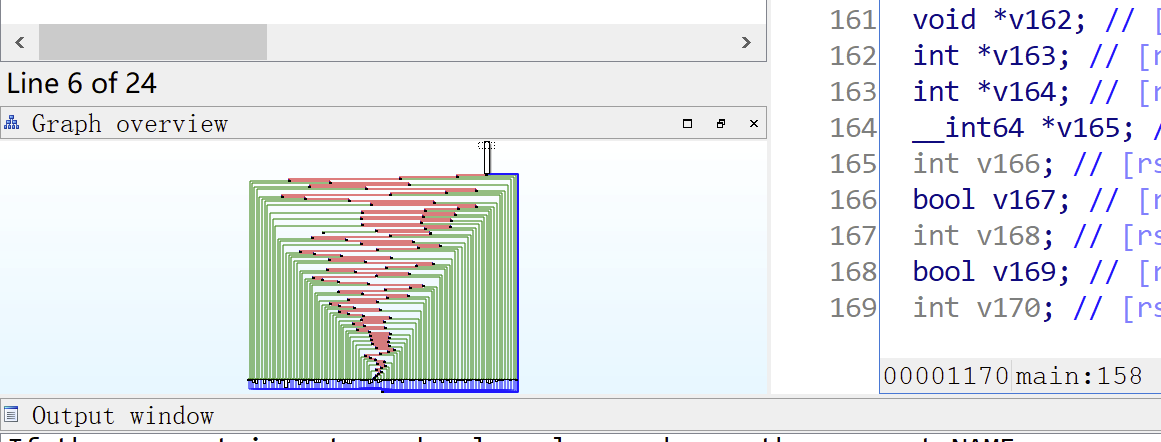 Line 6 of 24
Graph overview
161 void *v162; // [
162 int *v163; // [r
163 int *v164; // [r
164 __int64 *v165; /
165 int v166; // [rs
166 bool v167; // [r
167 int v168; // [rs
168 bool v169; // [r
169 int v170; // [rs
00001170 main:158
Output window